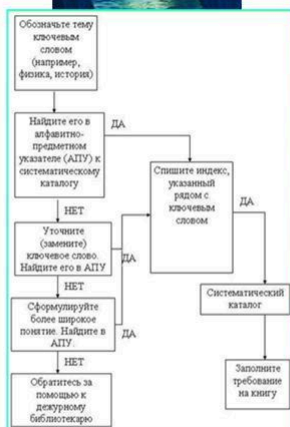 Обозначьте тему
ключевым
словом
(например,
физика, история)
Найдите его в
алфавитно-
предметном
указателе (АПУ) к
систематическому
каталогу
ДА
Спишите индекс,
указанный
рядом с
ключевым
словом
ДА
НЕТ
Уточните
(замените)
ключевое слово.
Найдите его в АПУ
ДА
НЕТ
Сформулируйте
более широкое
понятие. Найдите в
АПУ.
ДА
Систематический
каталог
НЕТ
Обратитесь за
помощью к
дежурному
библиотекарю
Заполните
требование
на книгу